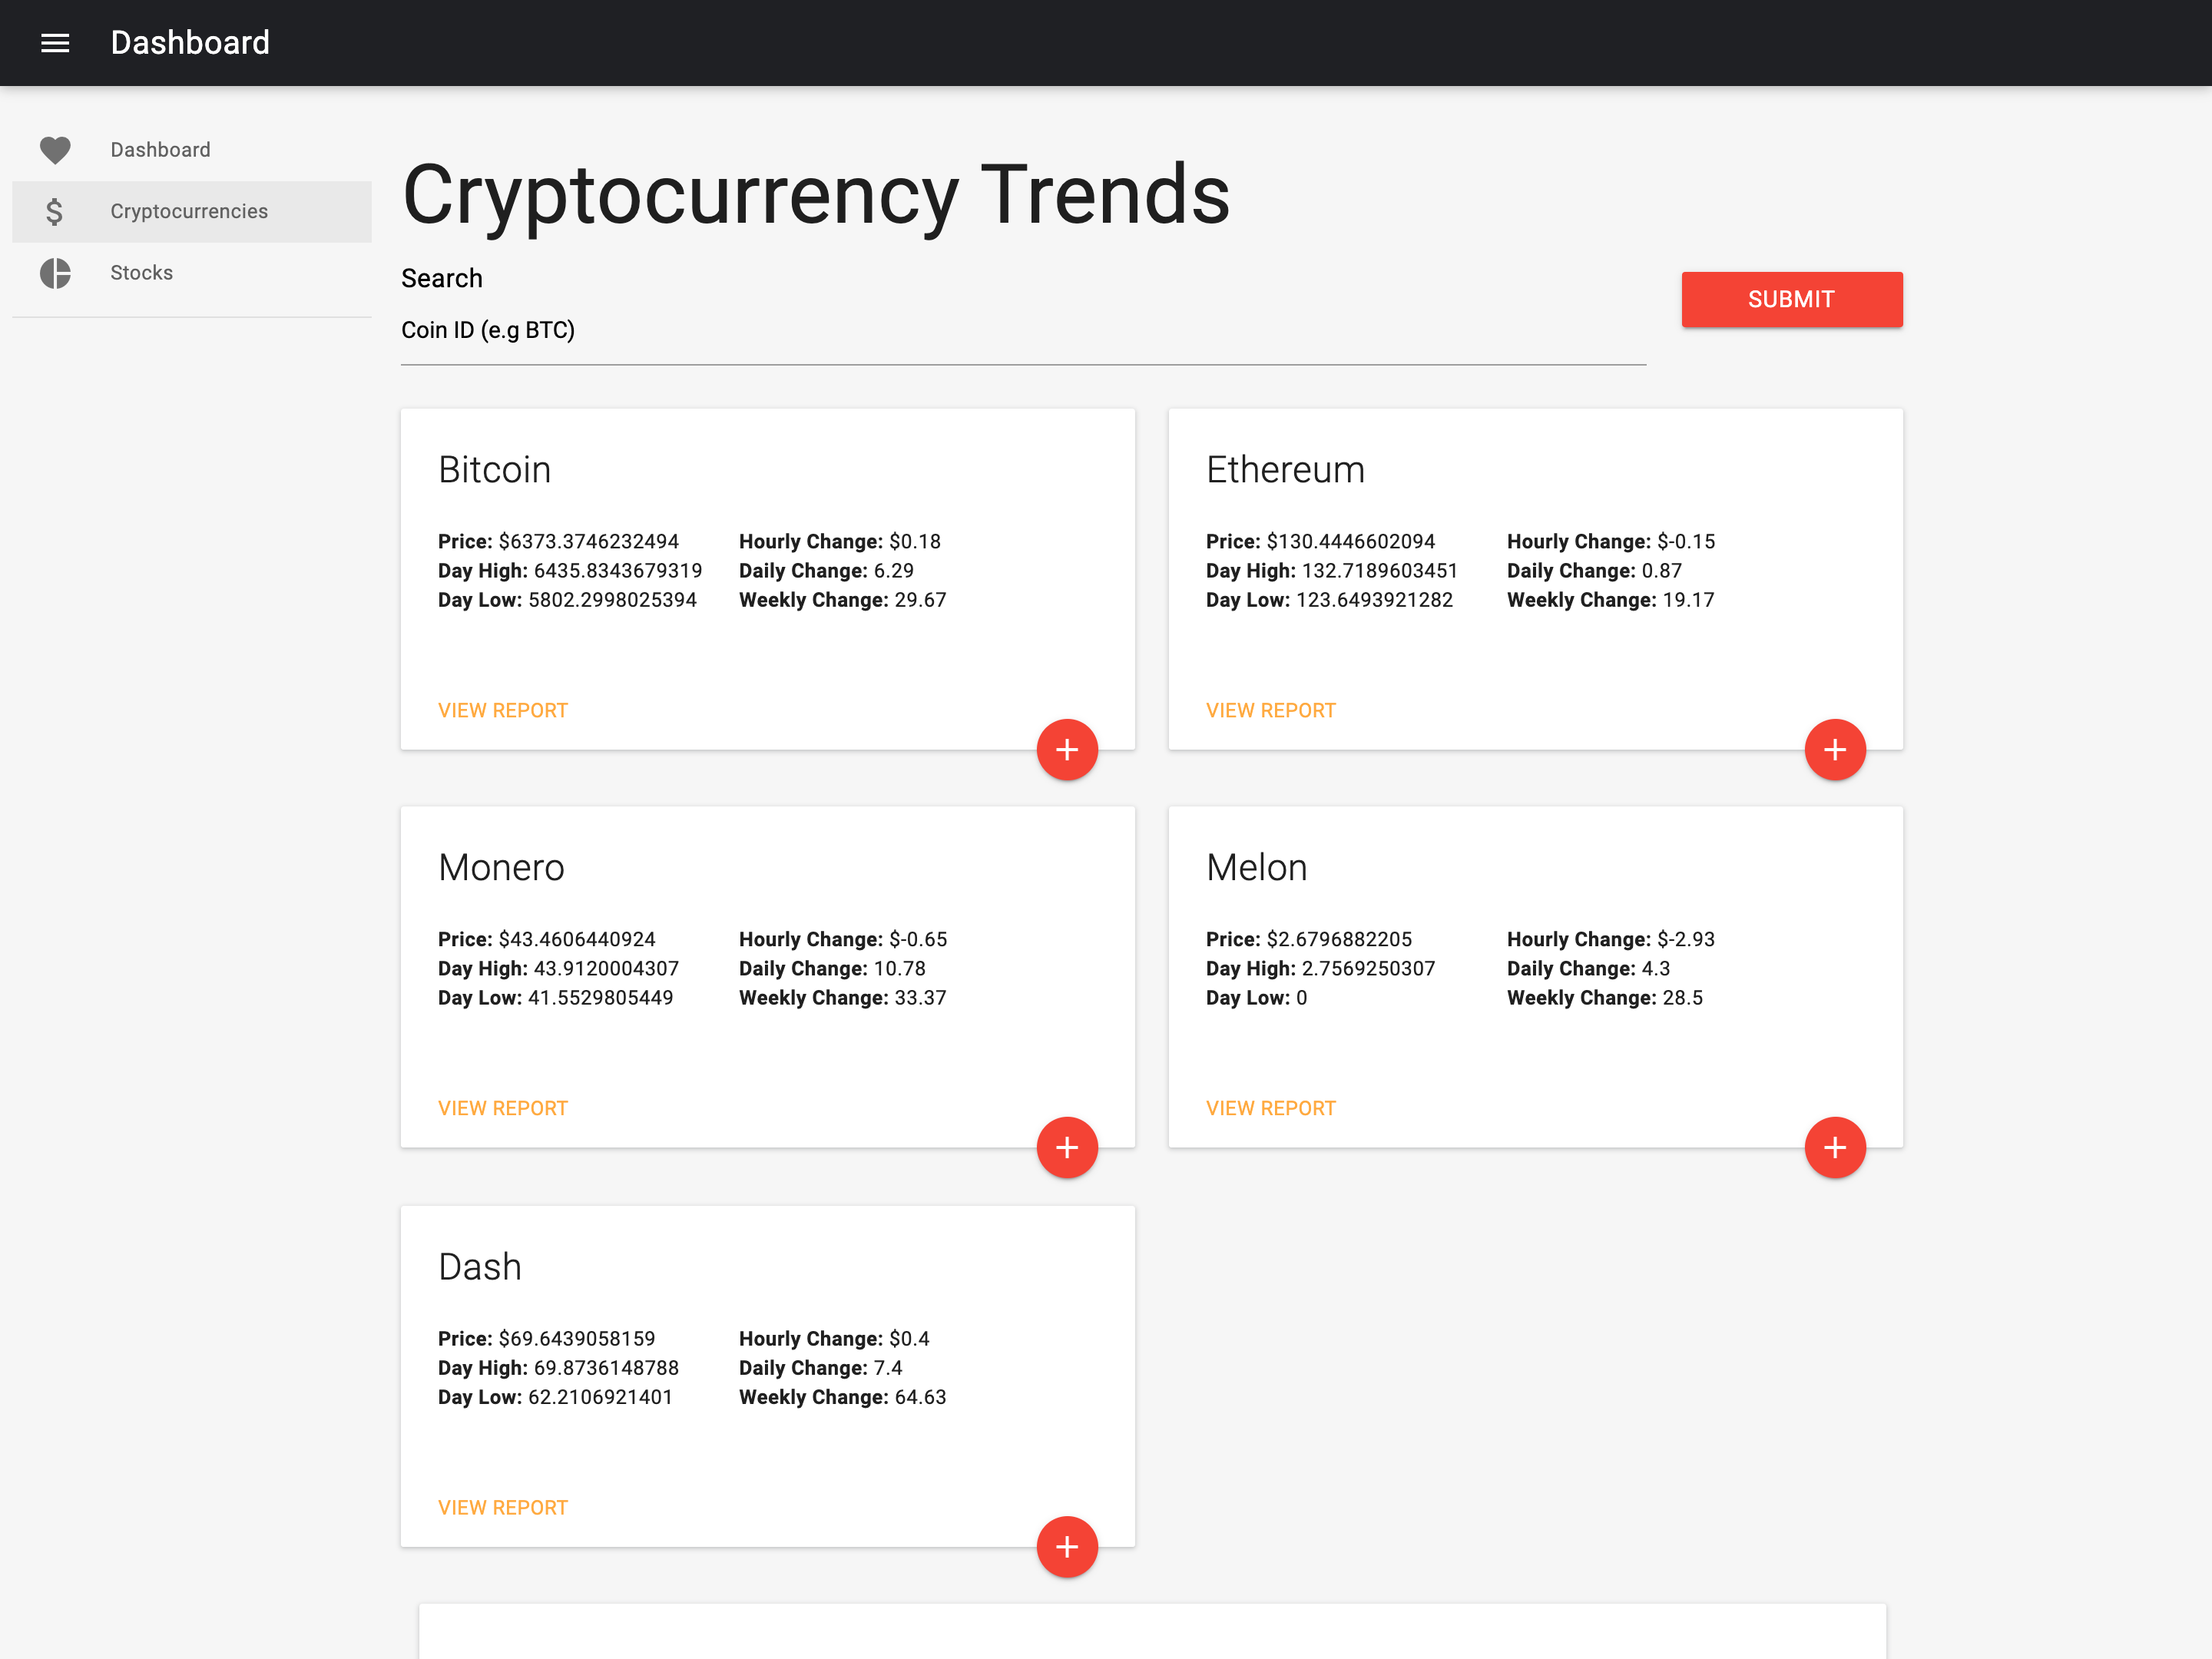 Dashboard
Dashboard
Cryptocurrencies
Stocks
Cryptocurrency Trends
Search
Coin ID (e.g BTC)
SUBMIT
Bitcoin
Price: $6373.3746232494
Day High: 6435.8343679319
Day Low: 5802.2998025394
Hourly Change: $0.18
Daily Change: 6.29
Weekly Change: 29.67
VIEW REPORT
Ethereum
Price: $130.4446602094
Day High: 132.7189603451
Day Low: 123.6493921282
Hourly Change: $-0.15
Daily Change: 0.87
Weekly Change: 19.17
VIEW REPORT
Monero
Price: $43.4606440924
Day High: 43.9120004307
Day Low: 41.5529805449
Hourly Change: $-0.65
Daily Change: 10.78
Weekly Change: 33.37
VIEW REPORT
Melon
Price: $2.6796882205
Day High: 2.7569250307
Day Low: 0
Hourly Change: $-2.93
Daily Change: 4.3
Weekly Change: 28.5
VIEW REPORT
Dash
Price: $69.6439058159
Day High: 69.8736148788
Day Low: 62.2106921401
Hourly Change: $0.4
Daily Change: 7.4
Weekly Change: 64.63
VIEW REPORT